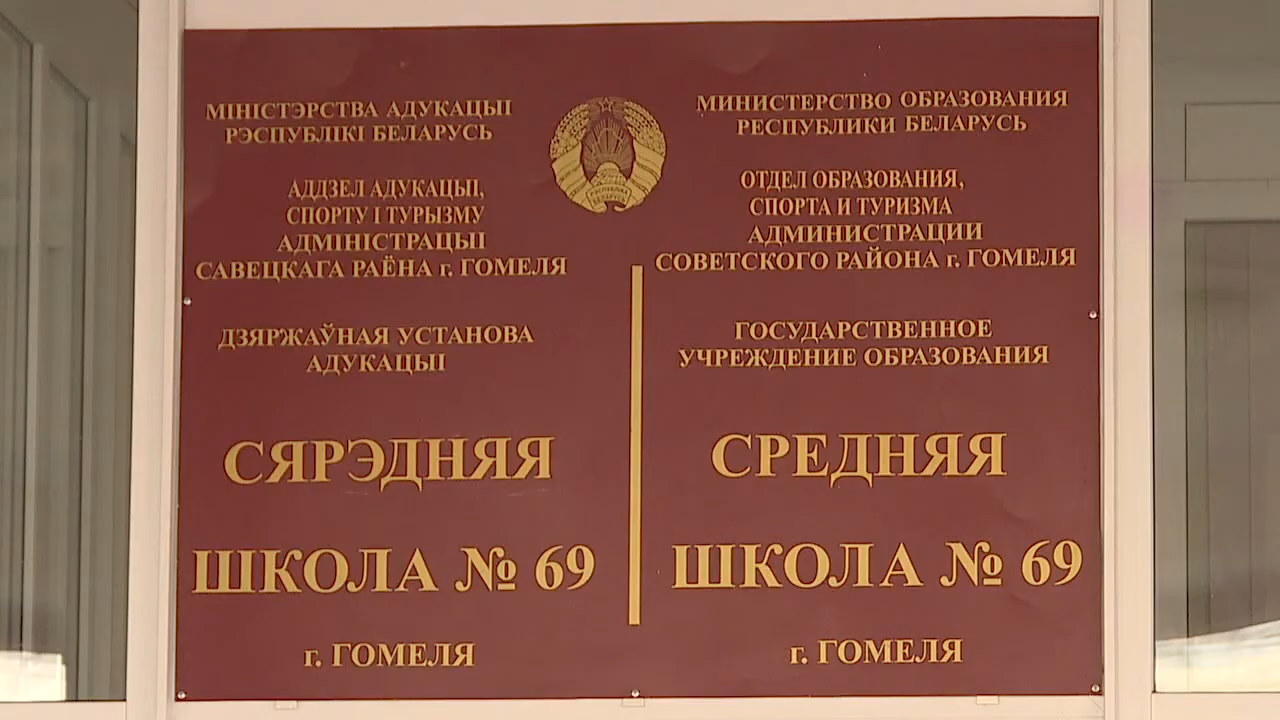 МІНІСТЭРСТВА АДУКАЦЫІ
РЭСПУБЛІКІ БЕЛАРУСЬ
АДДЗЕЛ АДУКАЦЫІ,
СПОРТУ І ТУРЫЗМУ
АДМІНІСТРАЦЫІ
САВЕЦКАГА РАЁНА г. ГОМЕЛЯ
ДЗЯРЖАЎНАЯ УСТАНОВА
АДУКАЦЫІ
СЯРЭДНЯЯ
ШКОЛА № 69
г. ГОМЕЛЯ
РЭСПУБЛІКА
БЕЛАРУСЬ
МИНИСТЕРСТВО ОБРАЗОВАНИЯ
РЕСПУБЛИКИ БЕЛАРУСЬ
ОТДЕЛ ОБРАЗОВАНИЯ,
СПОРТА И ТУРИЗМА
АДМИНИСТРАЦИИ
СОВЕТСКОГО РАЙОНА г. ГОМЕЛЯ
ГОСУДАРСТВЕННОЕ
УЧРЕЖДЕНИЕ ОБРАЗОВАНИЯ
СРЕДНЯЯ
ШКОЛА № 69
г. ГОМЕЛЯ